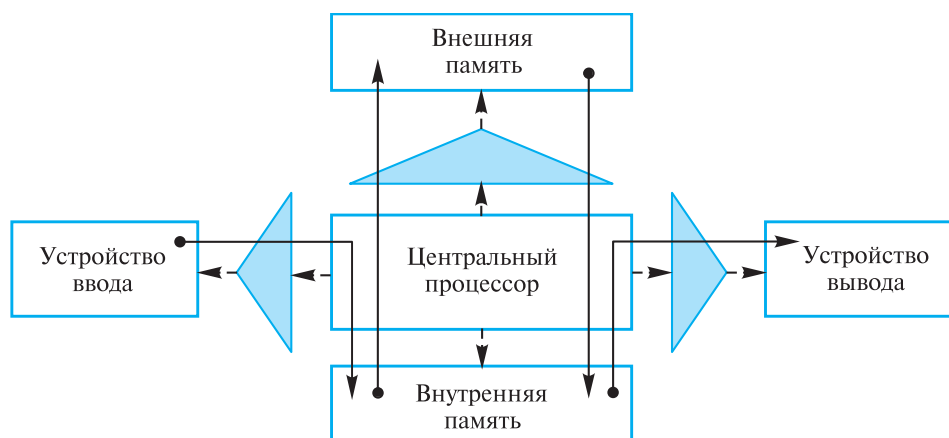 Внешняя
память
Устройство
ввода
Центральный
процессор
Устройство
вывода
Внутренняя
память